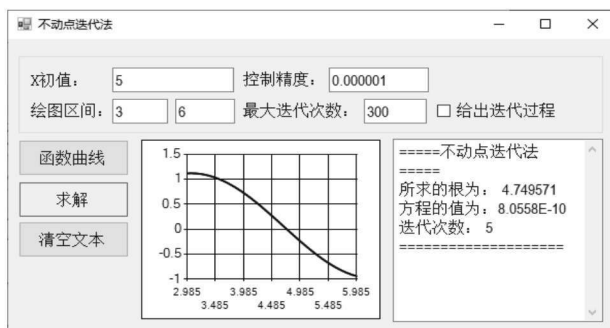 不动点迭代法
X初值： 5 控制精度： 0.000001
绘图区间： 3 6 最大迭代次数： 300 给出迭代过程
函数曲线
求解
清空文本
1.5
1
0.5
0
-0.5
-1
2.985 3.985 4.985 5.985
3.485 4.485 5.485
=====不动点迭代法
=====
所求的根为： 4.749571
方程的值为：8.0558E-10
迭代次数： 5
====================